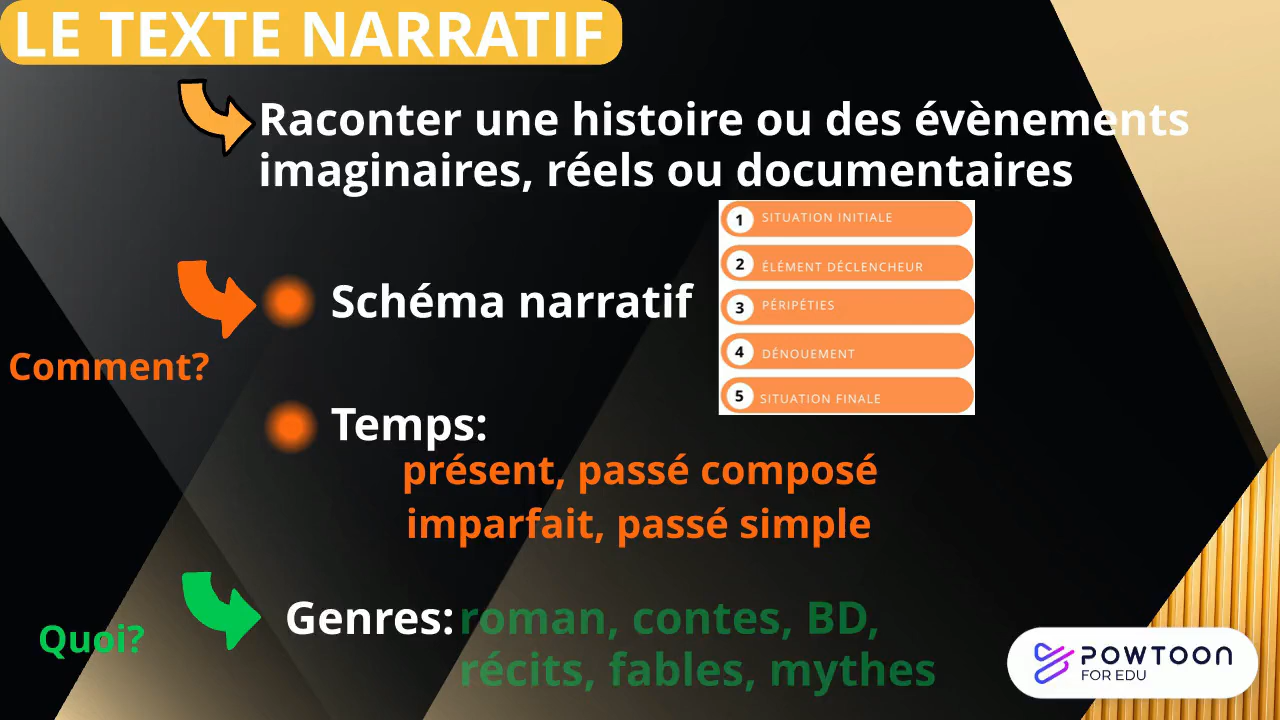 LE TEXTE NARRATIF
Raconter une histoire ou des évènements
imaginaires, réels ou documentaires
1 SITUATION INITIALE
2 ÉLÉMENT DÉCLENCHEUR
3 PÉRIPÉTIES
4 DÉNOUEMENT
5 SITUATION FINALE
Schéma narratif
Comment?
Temps:
présent, passé composé
imparfait, passé simple
Quoi?
Genres: roman, contes, BD,
récits, fables, mythes
POWTOON
FOR EDU